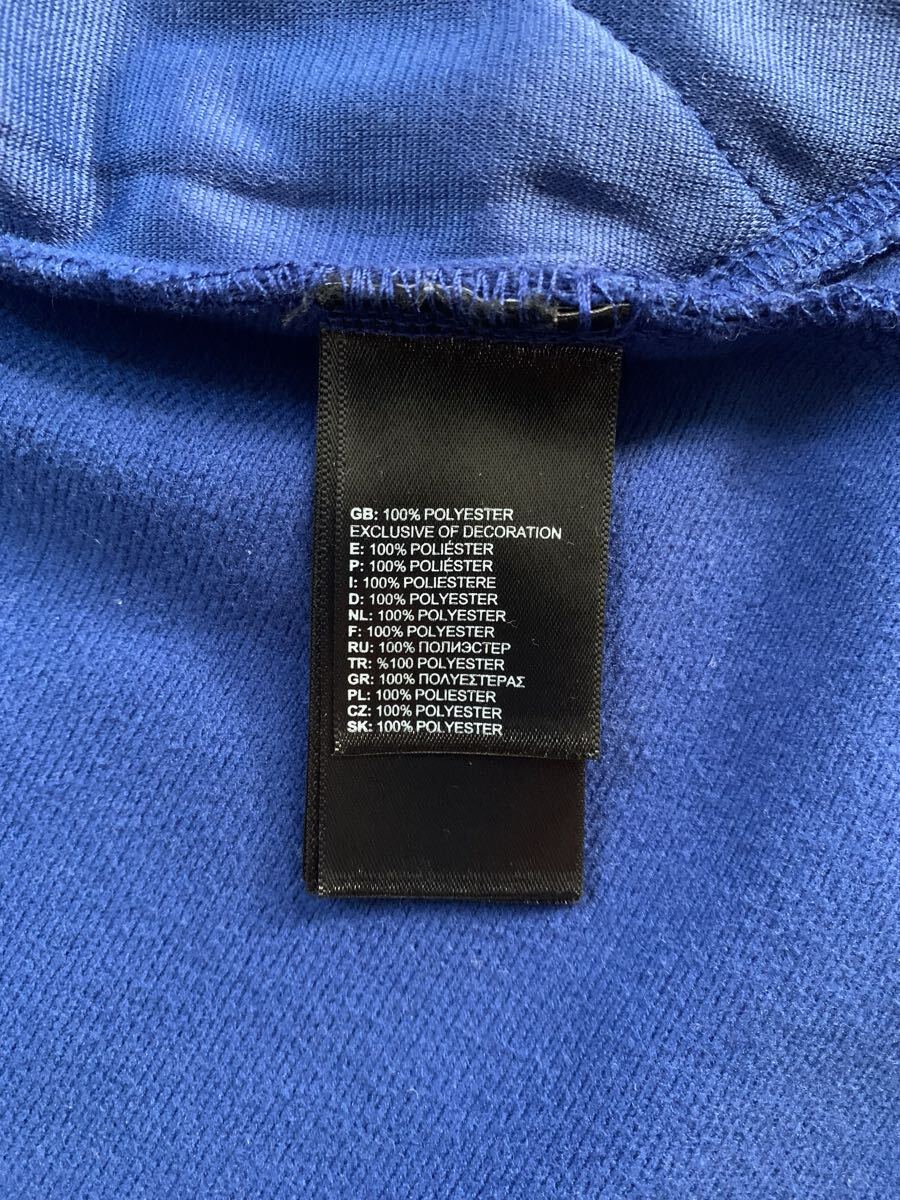 GB: 100% POLYESTER
EXCLUSIVE OF DECORATION
E: 100% POLIÉSTER
P: 100% POLIÉSTER
I: 100% POLIESTERE
D: 100% POLYESTER
NL: 100% POLYESTER
F: 100% POLYESTER
RU: 100% ПОЛИЭСТЕР
TR: %100 POLYESTER
GR: 100% ΠΟΛΥΕΣΤΕΡΑΣ
PL: 100% POLIESTER
CZ: 100% POLYESTER
SK: 100% POLYESTER